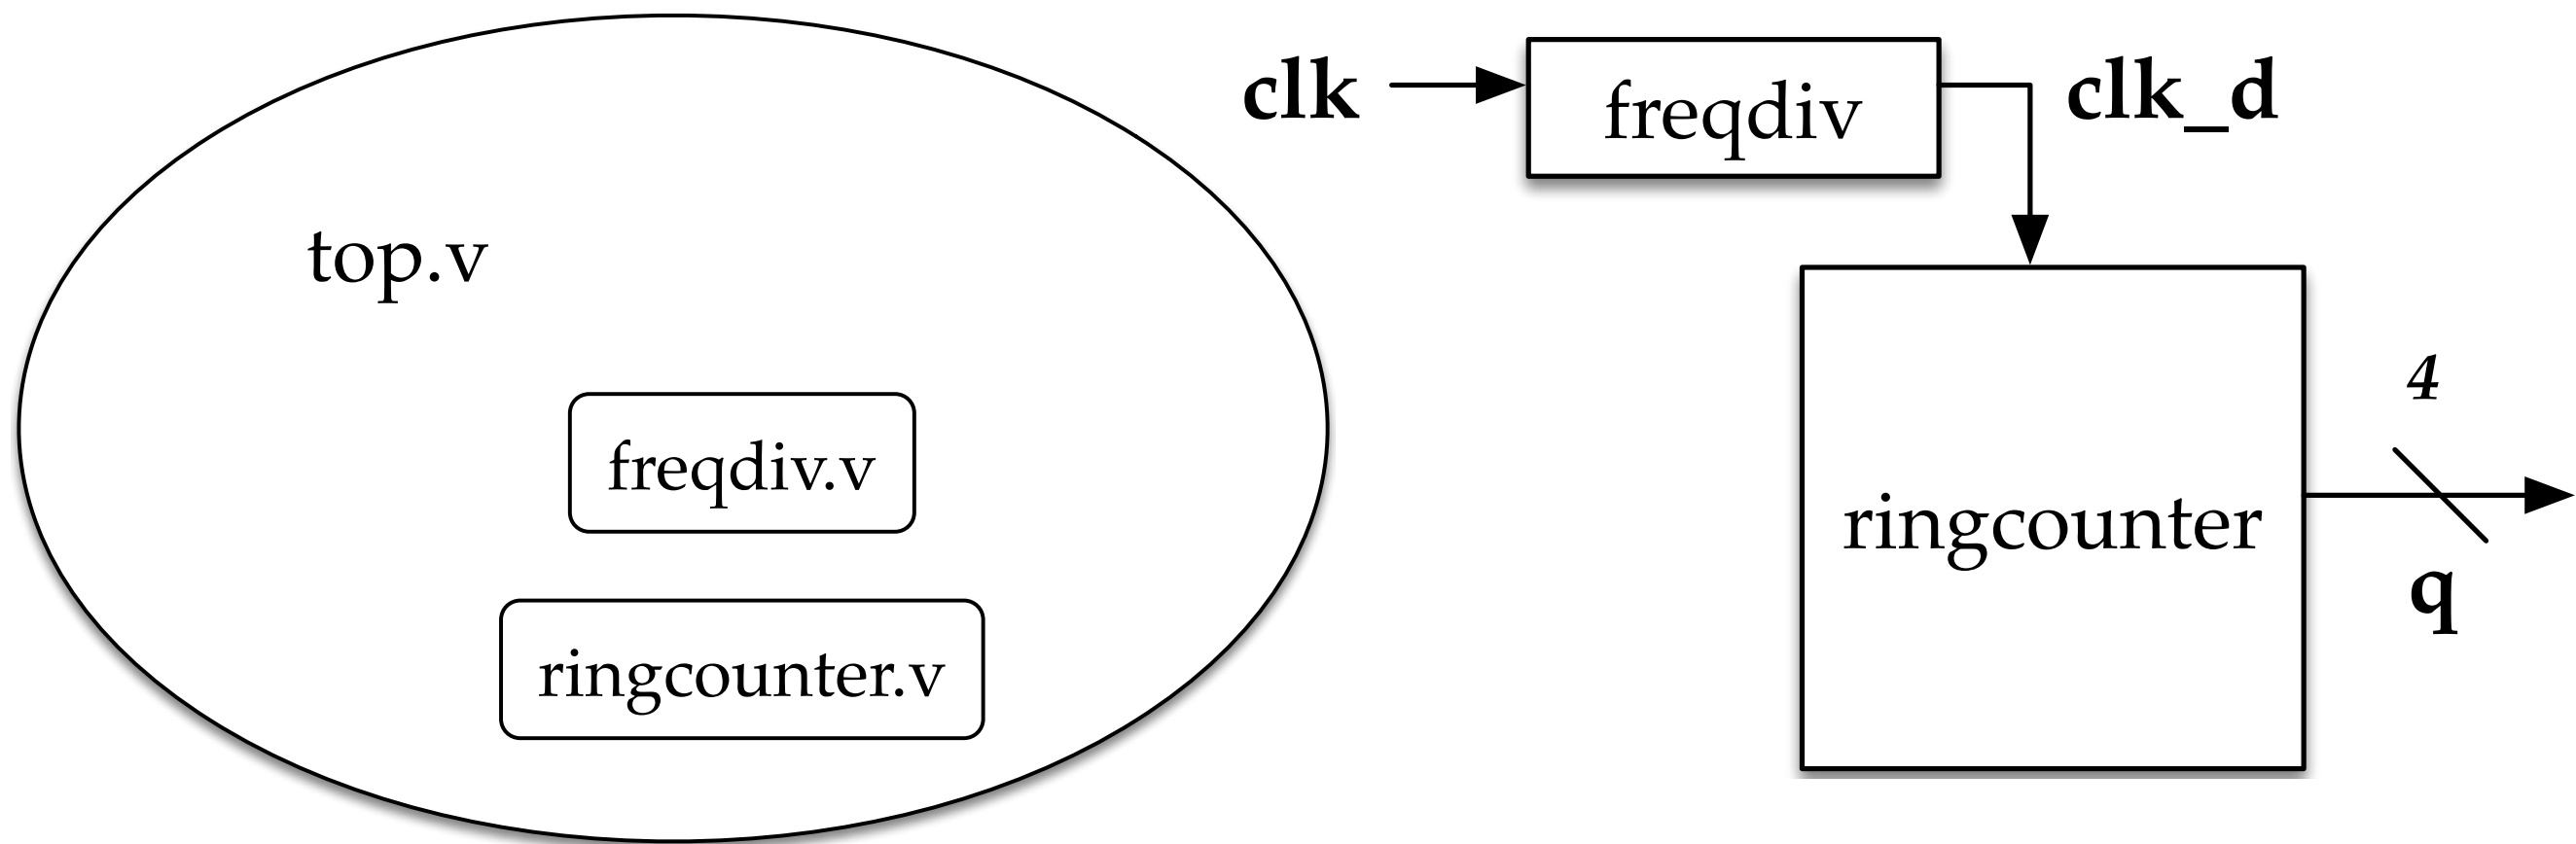 top.v
freqdiv.v
ringcounter.v
clk
freqdiv
clk_d
ringcounter
4
q